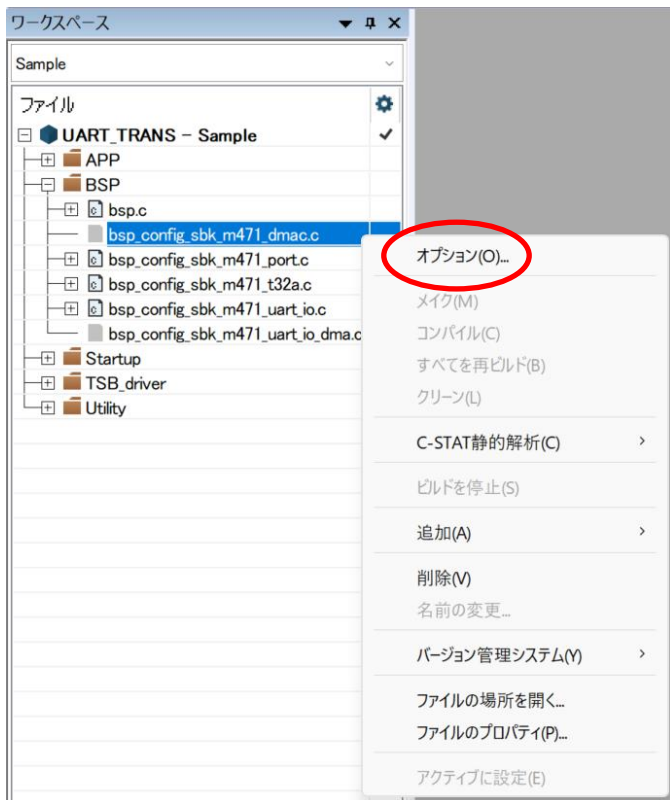 ワークスペース
Sample
ファイル
UART_TRANS – Sample
APP
BSP
bsp.c
bsp_config_sbk_m471_dmac.c
bsp_config_sbk_m471_port.c
bsp_config_sbk_m471_t32a.c
bsp_config_sbk_m471_uart_io.c
bsp_config_sbk_m471_uart_io_dma.c
Startup
TSB_driver
Utility
オプション(O)...
メイク(M)
コンパイル(C)
すべてを再ビルド(B)
クリーン(L)
C-STAT静的解析(C)
ビルドを停止(S)
追加(A)
削除(V)
名前の変更...
バージョン管理システム(Y)
ファイルの場所を開く...
ファイルのプロパティ(P)...
アクティブに設定(E)